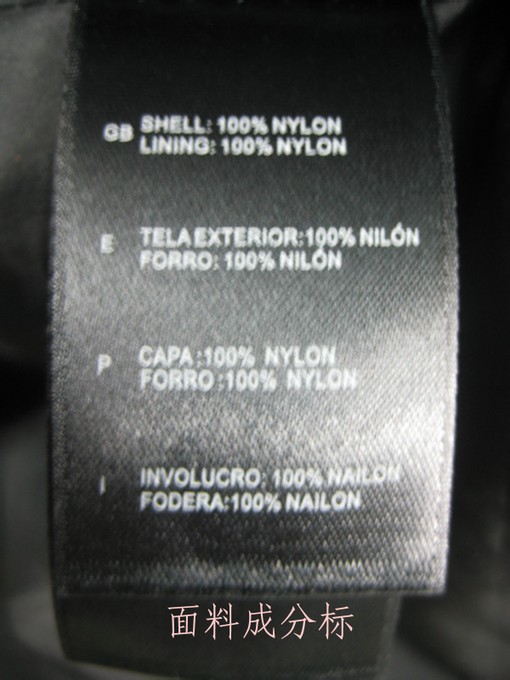 GB SHELL: 100% NYLON
LINING: 100% NYLON
E TELA EXTERIOR:100% NILÓN
FORRO: 100% NILÓN
P CAPA:100% NYLON
FORRO:100% NYLON
I INVOLUCRO: 100% NAILON
FODERA:100% NAILON
面料成分标